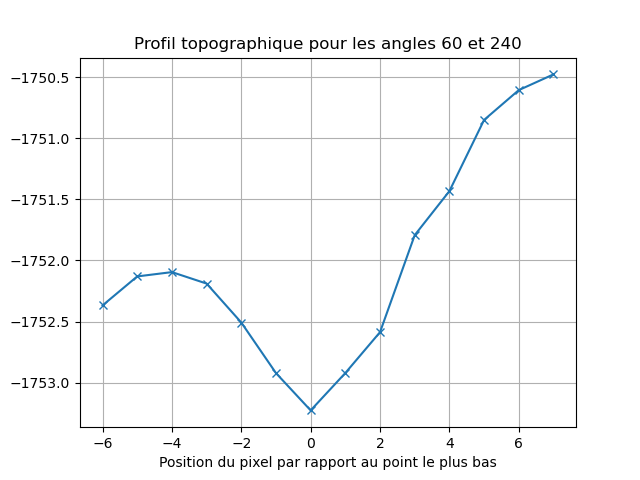 Profil topographique pour les angles 60 et 240
−1750.5
−1751.0
−1751.5
−1752.0
−1752.5
−1753.0
−6 −4 −2 0 2 4 6
Position du pixel par rapport au point le plus bas